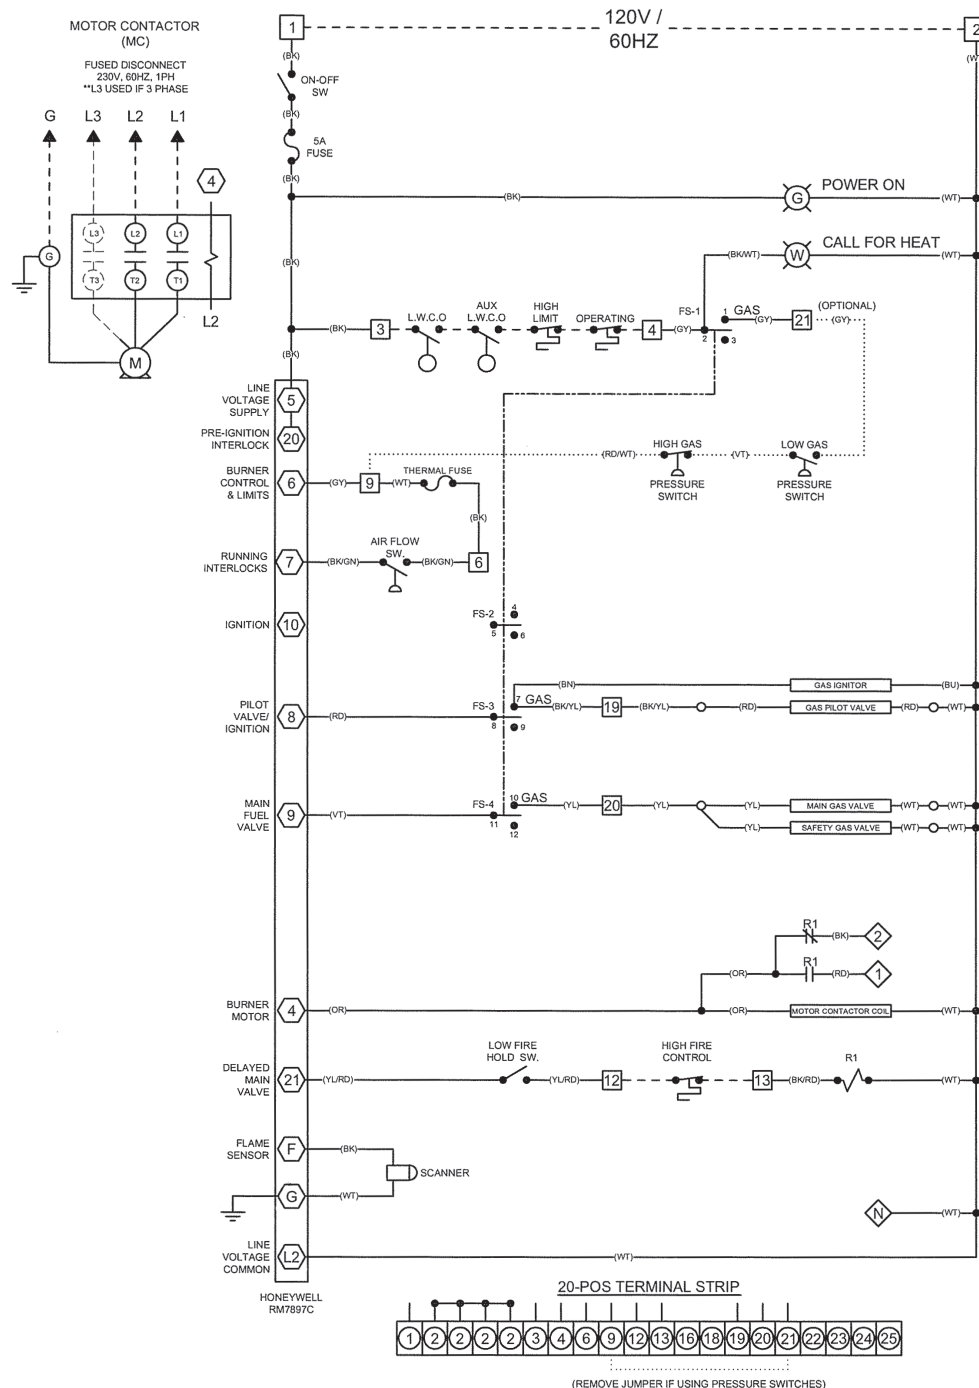 MOTOR CONTACTOR
(MC)
FUSED DISCONNECT
230V, 60HZ, 1PH
**L3 USED IF 3 PHASE
G L3 L2 L1
4
L3 L2 L1
G
T3 T2 T1
L2
M
1 120V / 2
60HZ
(BK) (W
ON-OFF
SW
(BK)
5A
FUSE
(BK)
(BK) G POWER ON (WT)
(BK)
(BK/WT) W CALL FOR HEAT (WT)
(BK) 3 L.W.C.O AUX
L.W.C.O HIGH
LIMIT OPERATING 4 (GY) FS-1 1 GAS (GY) 21 (OPTIONAL)
(GY)
2 3
(BK)
LINE
VOLTAGE
SUPPLY 5
PRE-IGNITION
INTERLOCK 20
(RD/WT) HIGH GAS (VT) LOW GAS
PRESSURE
SWITCH PRESSURE
SWITCH
BURNER
CONTROL
& LIMITS 6 (GY) 9 (WT) THERMAL FUSE
(BK)
RUNNING
INTERLOCKS 7 (BK/GN) AIR FLOW
SW. (BK/GN) 6
IGNITION 10 FS-2 4
5 6
(BN) GAS IGNITOR (BU)
PILOT
VALVE/
IGNITION 8 (RD) FS-3 7 GAS (BK/YL) 19 (BK/YL) (RD) GAS PILOT VALVE (RD) (WT)
8 9
MAIN
FUEL
VALVE 9 (VT) FS-4 10 GAS (YL) 20 (YL) (YL) MAIN GAS VALVE (WT) (WT)
11 12
(YL) SAFETY GAS VALVE (WT) (WT)
R1 (BK) 2
(OR) R1 (RD) 1
BURNER
MOTOR 4 (OR) (OR) MOTOR CONTACTOR COIL (WT)
DELAYED
MAIN
VALVE 21 (YL/RD) LOW FIRE
HOLD SW. (YL/RD) 12 HIGH FIRE
CONTROL 13 (BK/RD) R1 (WT)
FLAME
SENSOR F (BK)
SCANNER
G (WT)
N (WT)
LINE
VOLTAGE
COMMON L2 (WT)
HONEYWELL
RM7897C
20-POS TERMINAL STRIP
1 2 2 2 2 3 4 6 9 12 13 16 18 19 20 21 22 23 24 25
(REMOVE JUMPER IF USING PRESSURE SWITCHES)